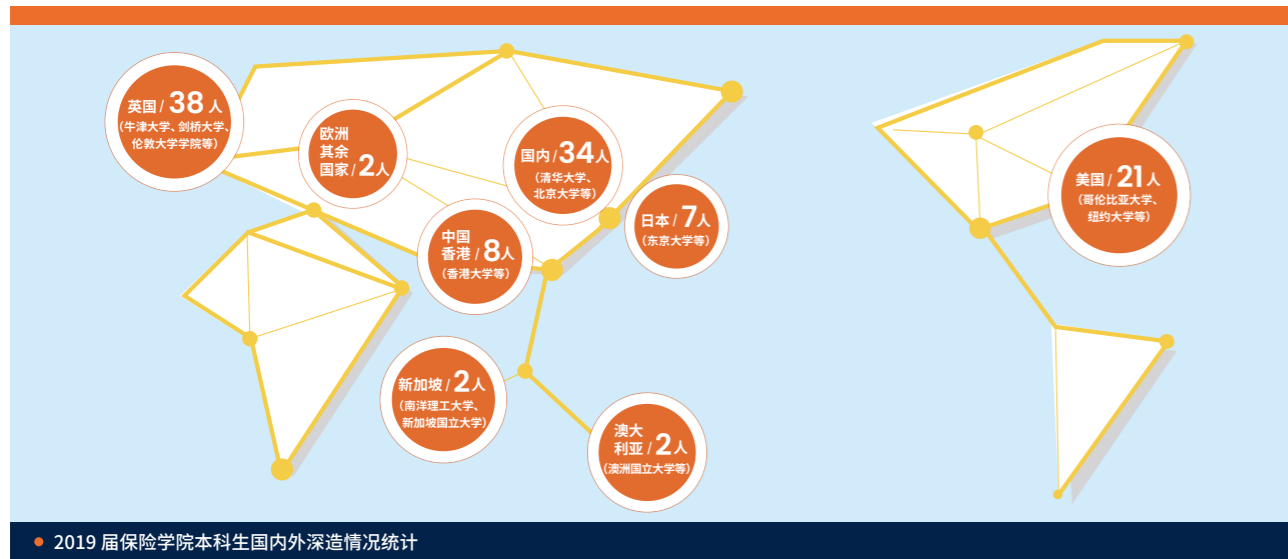 英国 / 38 人
（牛津大学、剑桥大学、
伦敦大学学院等）
欧洲
其余
国家 / 2人
国内 / 34人
（清华大学、
北京大学等）
日本 / 7人
（东京大学等）
中国
香港 / 8人
（香港大学等）
美国 / 21 人
（哥伦比亚大学、
纽约大学等）
新加坡 / 2人
（南洋理工大学、
新加坡国立大学）
澳大
利亚 / 2人
（澳洲国立大学等）
2019 届保险学院本科生国内外深造情况统计